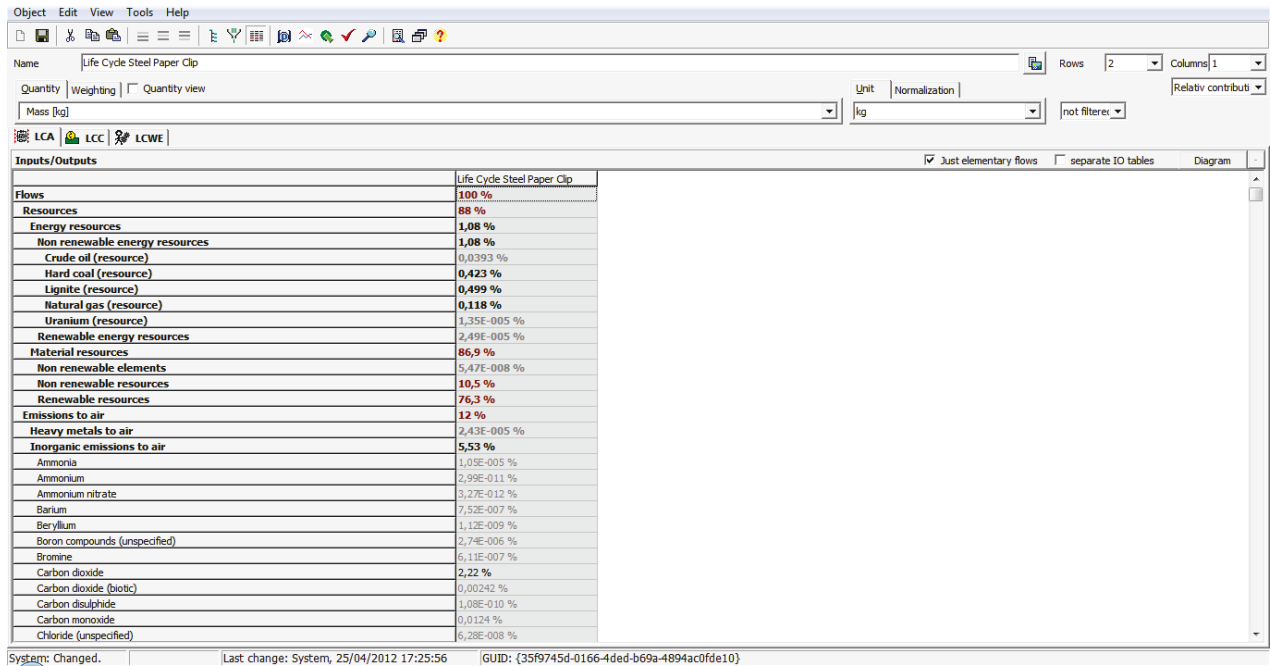 Object Edit View Tools Help
Name Life Cycle Steel Paper Clip Rows 2 Columns 1
Quantity Weighting Quantity view Unit Normalization Relativ contributi
Mass [kg] kg not filtered
LCA LCC LCWE
Inputs/Outputs Just elementary flows separate IO tables Diagram
Life Cycle Steel Paper Clip
Flows 100 %
Resources 88 %
Energy resources 1,08 %
Non renewable energy resources 1,08 %
Crude oil (resource) 0,0393 %
Hard coal (resource) 0,423 %
Lignite (resource) 0,499 %
Natural gas (resource) 0,118 %
Uranium (resource) 1,35E-005 %
Renewable energy resources 2,49E-005 %
Material resources 86,9 %
Non renewable elements 5,47E-008 %
Non renewable resources 10,5 %
Renewable resources 76,3 %
Emissions to air 12 %
Heavy metals to air 2,43E-005 %
Inorganic emissions to air 5,53 %
Ammonia 1,05E-005 %
Ammonium 2,99E-011 %
Ammonium nitrate 3,27E-012 %
Barium 7,52E-007 %
Beryllium 1,12E-009 %
Boron compounds (unspecified) 2,74E-006 %
Bromine 6,11E-007 %
Carbon dioxide 2,22 %
Carbon dioxide (biotic) 0,00242 %
Carbon disulphide 1,08E-010 %
Carbon monoxide 0,0124 %
Chloride (unspecified) 6,28E-008 %
System: Changed. Last change: System, 25/04/2012 17:25:56 GUID: {35f9745d-0166-4ded-b69a-4894ac0fde10}